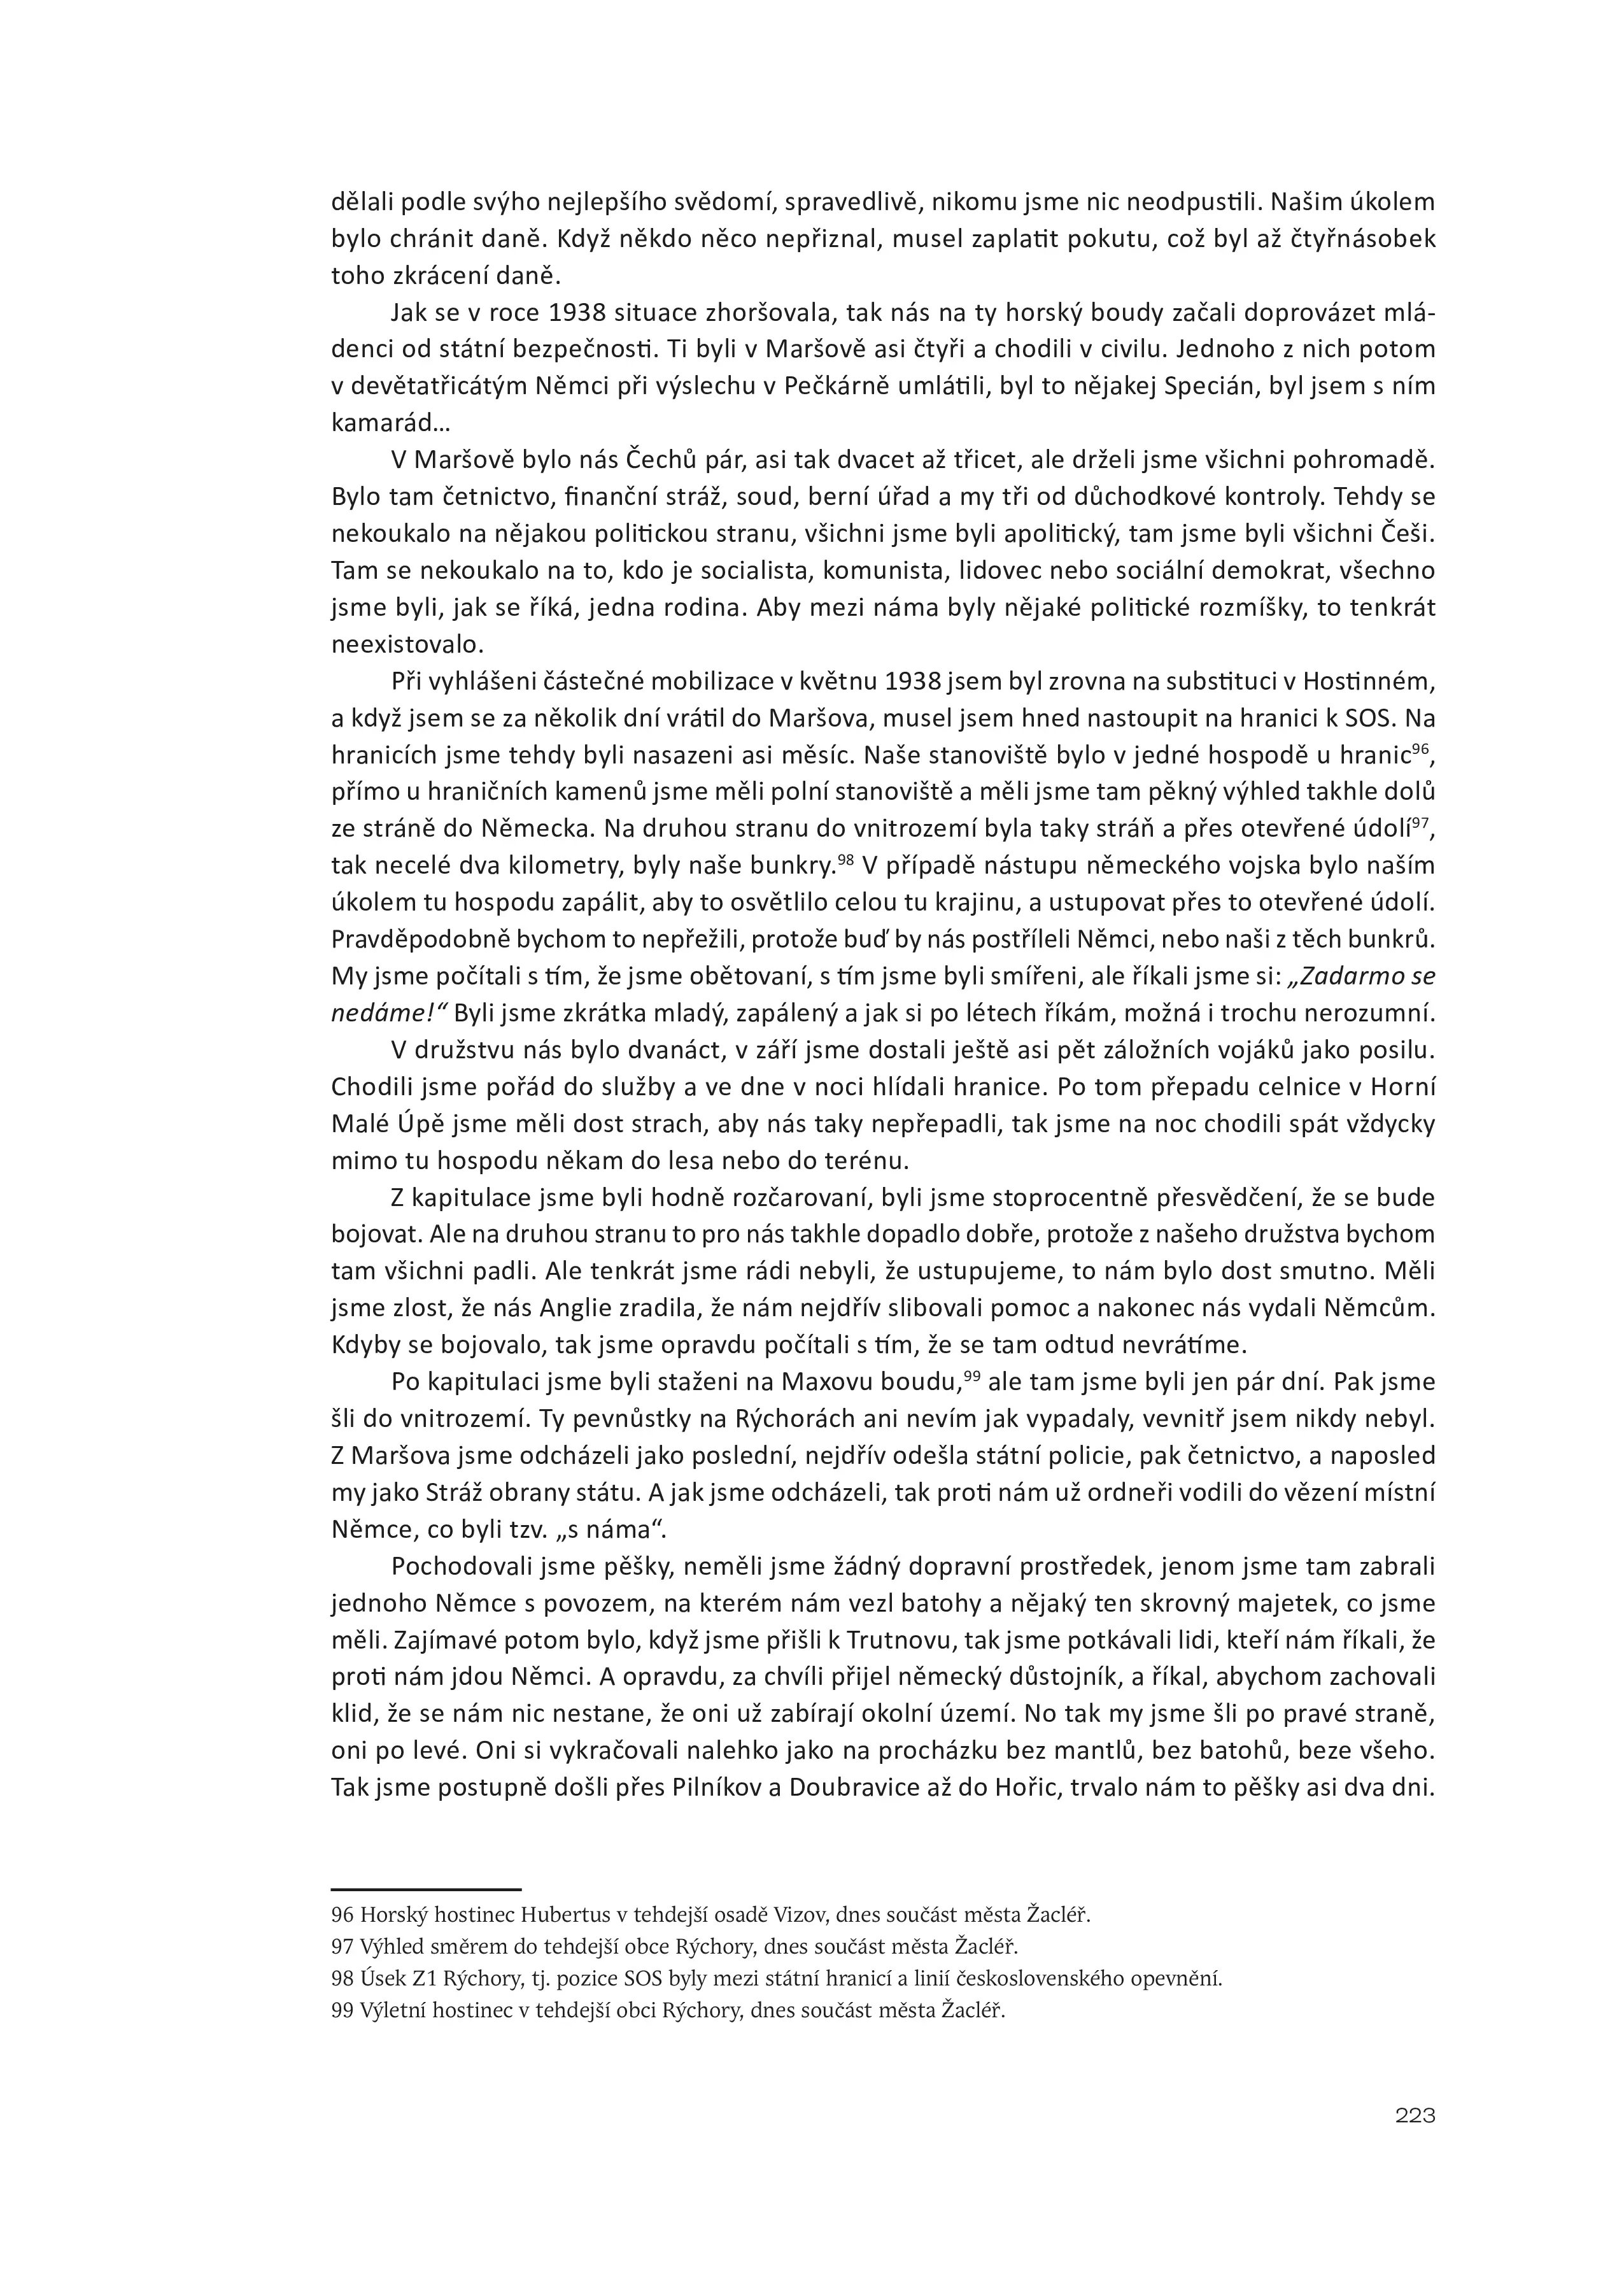 dělali podle svýho nejlepšího svědomí, spravedlivě, nikomu jsme nic neodpustili. Našim úkolem
bylo chránit daně. Když někdo něco nepřiznal, musel zaplatit pokutu, což byl až čtyřnásobek
toho zkrácení daně.
Jak se v roce 1938 situace zhoršovala, tak nás na ty horský boudy začali doprovázet mlá-
denci od státní bezpečnosti. Ti byli v Maršově asi čtyři a chodili v civilu. Jednoho z nich potom
v devětatřicátým Němci při výslechu v Pečkárně umlátili, byl to nějakej Specián, byl jsem s ním
kamarád…
V Maršově bylo nás Čechů pár, asi tak dvacet až třicet, ale drželi jsme všichni pohromadě.
Bylo tam četnictvo, finanční stráž, soud, berní úřad a my tři od důchodkové kontroly. Tehdy se
nekoukalo na nějakou politickou stranu, všichni jsme byli apolitický, tam jsme byli všichni Češi.
Tam se nekoukalo na to, kdo je socialista, komunista, lidovec nebo sociální demokrat, všechno
jsme byli, jak se říká, jedna rodina. Aby mezi náma byly nějaké politické rozmíšky, to tenkrát
neexistovalo.
Při vyhlášeni částečné mobilizace v květnu 1938 jsem byl zrovna na substituci v Hostinném,
a když jsem se za několik dní vrátil do Maršova, musel jsem hned nastoupit na hranici k SOS. Na
hranicích jsme tehdy byli nasazeni asi měsíc. Naše stanoviště bylo v jedné hospodě u hranic⁹⁶,
přímo u hraničních kamenů jsme měli polní stanoviště a měli jsme tam pěkný výhled takhle dolů
ze stráně do Německa. Na druhou stranu do vnitrozemí byla taky stráň a přes otevřené údolí⁹⁷,
tak necelé dva kilometry, byly naše bunkry.⁹⁸ V případě nástupu německého vojska bylo naším
úkolem tu hospodu zapálit, aby to osvětlilo celou tu krajinu, a ustupovat přes to otevřené údolí.
Pravděpodobně bychom to nepřežili, protože buď by nás postříleli Němci, nebo naši z těch bunkrů.
My jsme počítali s tím, že jsme obětovaní, s tím jsme byli smířeni, ale říkali jsme si: „Zadarmo se
nedáme!“ Byli jsme zkrátka mladý, zapálený a jak si po létech říkám, možná i trochu nerozumní.
V družstvu nás bylo dvanáct, v září jsme dostali ještě asi pět záložních vojáků jako posilu.
Chodili jsme pořád do služby a ve dne v noci hlídali hranice. Po tom přepadu celnice v Horní
Malé Úpě jsme měli dost strach, aby nás taky nepřepadli, tak jsme na noc chodili spát vždycky
mimo tu hospodu někam do lesa nebo do terénu.
Z kapitulace jsme byli hodně rozčarovaní, byli jsme stoprocentně přesvědčení, že se bude
bojovat. Ale na druhou stranu to pro nás takhle dopadlo dobře, protože z našeho družstva bychom
tam všichni padli. Ale tenkrát jsme rádi nebyli, že ustupujeme, to nám bylo dost smutno. Měli
jsme zlost, že nás Anglie zradila, že nám nejdřív slibovali pomoc a nakonec nás vydali Němcům.
Kdyby se bojovalo, tak jsme opravdu počítali s tím, že se tam odtud nevrátíme.
Po kapitulaci jsme byli staženi na Maxovu boudu,⁹⁹ ale tam jsme byli jen pár dní. Pak jsme
šli do vnitrozemí. Ty pevnůstky na Rýchorách ani nevím jak vypadaly, vevnitř jsem nikdy nebyl.
Z Maršova jsme odcházeli jako poslední, nejdřív odešla státní policie, pak četnictvo, a naposled
my jako Stráž obrany státu. A jak jsme odcházeli, tak proti nám už ordneři vodili do vězení místní
Němce, co byli tzv. „s náma“.
Pochodovali jsme pěšky, neměli jsme žádný dopravní prostředek, jenom jsme tam zabrali
jednoho Němce s povozem, na kterém nám vezl batohy a nějaký ten skrovný majetek, co jsme
měli. Zajímavé potom bylo, když jsme přišli k Trutnovu, tak jsme potkávali lidi, kteří nám říkali, že
proti nám jdou Němci. A opravdu, za chvíli přijel německý důstojník, a říkal, abychom zachovali
klid, že se nám nic nestane, že oni už zabírají okolní území. No tak my jsme šli po pravé straně,
oni po levé. Oni si vykračovali nalehko jako na procházku bez mantlů, bez batohů, beze všeho.
Tak jsme postupně došli přes Pilníkov a Doubravice až do Hořic, trvalo nám to pěšky asi dva dni.
96 Horský hostinec Hubertus v tehdejší osadě Vizov, dnes součást města Žacléř.
97 Výhled směrem do tehdejší obce Rýchory, dnes součást města Žacléř.
98 Úsek Z1 Rýchory, tj. pozice SOS byly mezi státní hranicí a linií československého opevnění.
99 Výletní hostinec v tehdejší obci Rýchory, dnes součást města Žacléř.
223